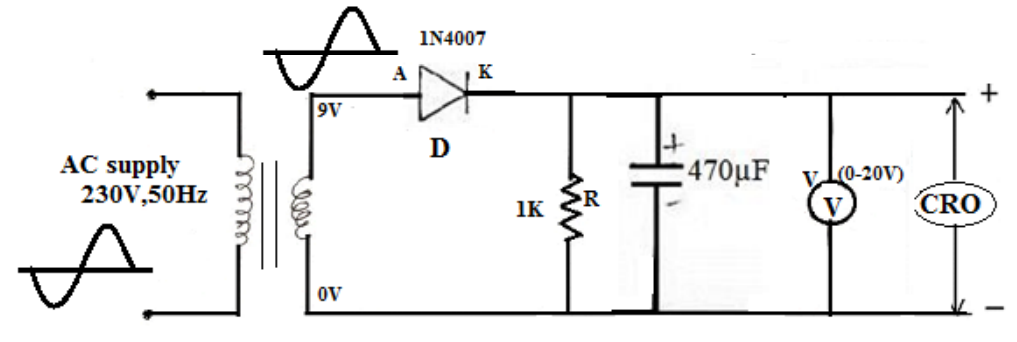 1N4007
A
K
+
9V
D
AC supply
230V,50Hz
+
470μF
V
(0-20V)
1K
R
-
V
CRO
0V
-